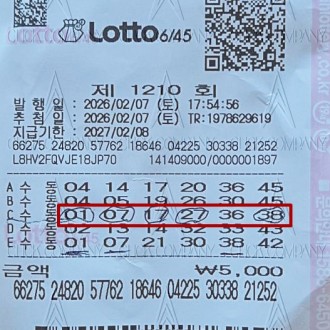 Lotto 6/45
제 1210 회
발 행 일 : 2026/02/07 (토) 17:54:56
추 첨 일 : 2026/02/07 (토) TR:1978629619
지급기한 : 2027/02/08
66275 24820 57762 18646 04225 30338 21252
L8HV2FQVJE18JP70 141409000/0000001897
A 수동 04 14 17 20 36 45
B 수동 04 05 19 26 30 45
C 수동 01 07 17 27 36 38
D 수동 02 13 14 32 33 43
E 수동 01 07 21 30 38 42
금액 ₩5,000
66275 24820 57762 18646 04225 30338 21252